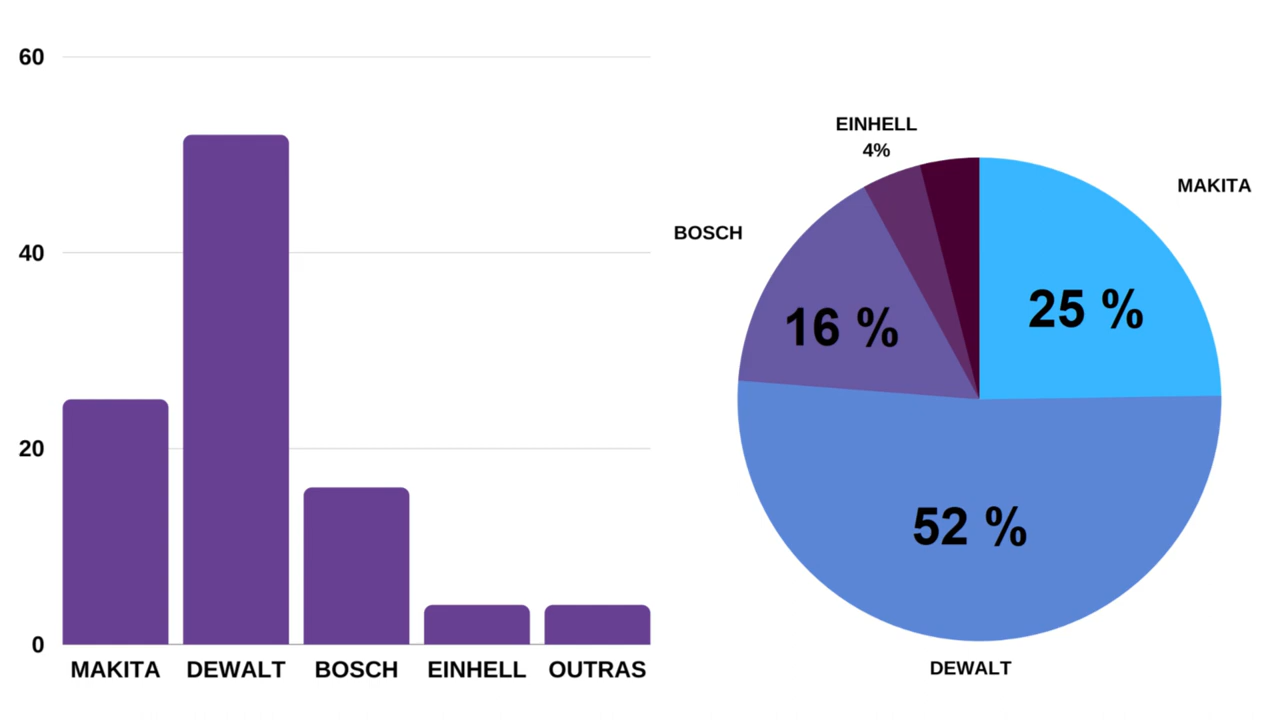 60
40
20
0
MAKITA
DEWALT
BOSCH
EINHELL
OUTRAS
EINHELL
4%
MAKITA
BOSCH
25 %
16 %
52 %
DEWALT